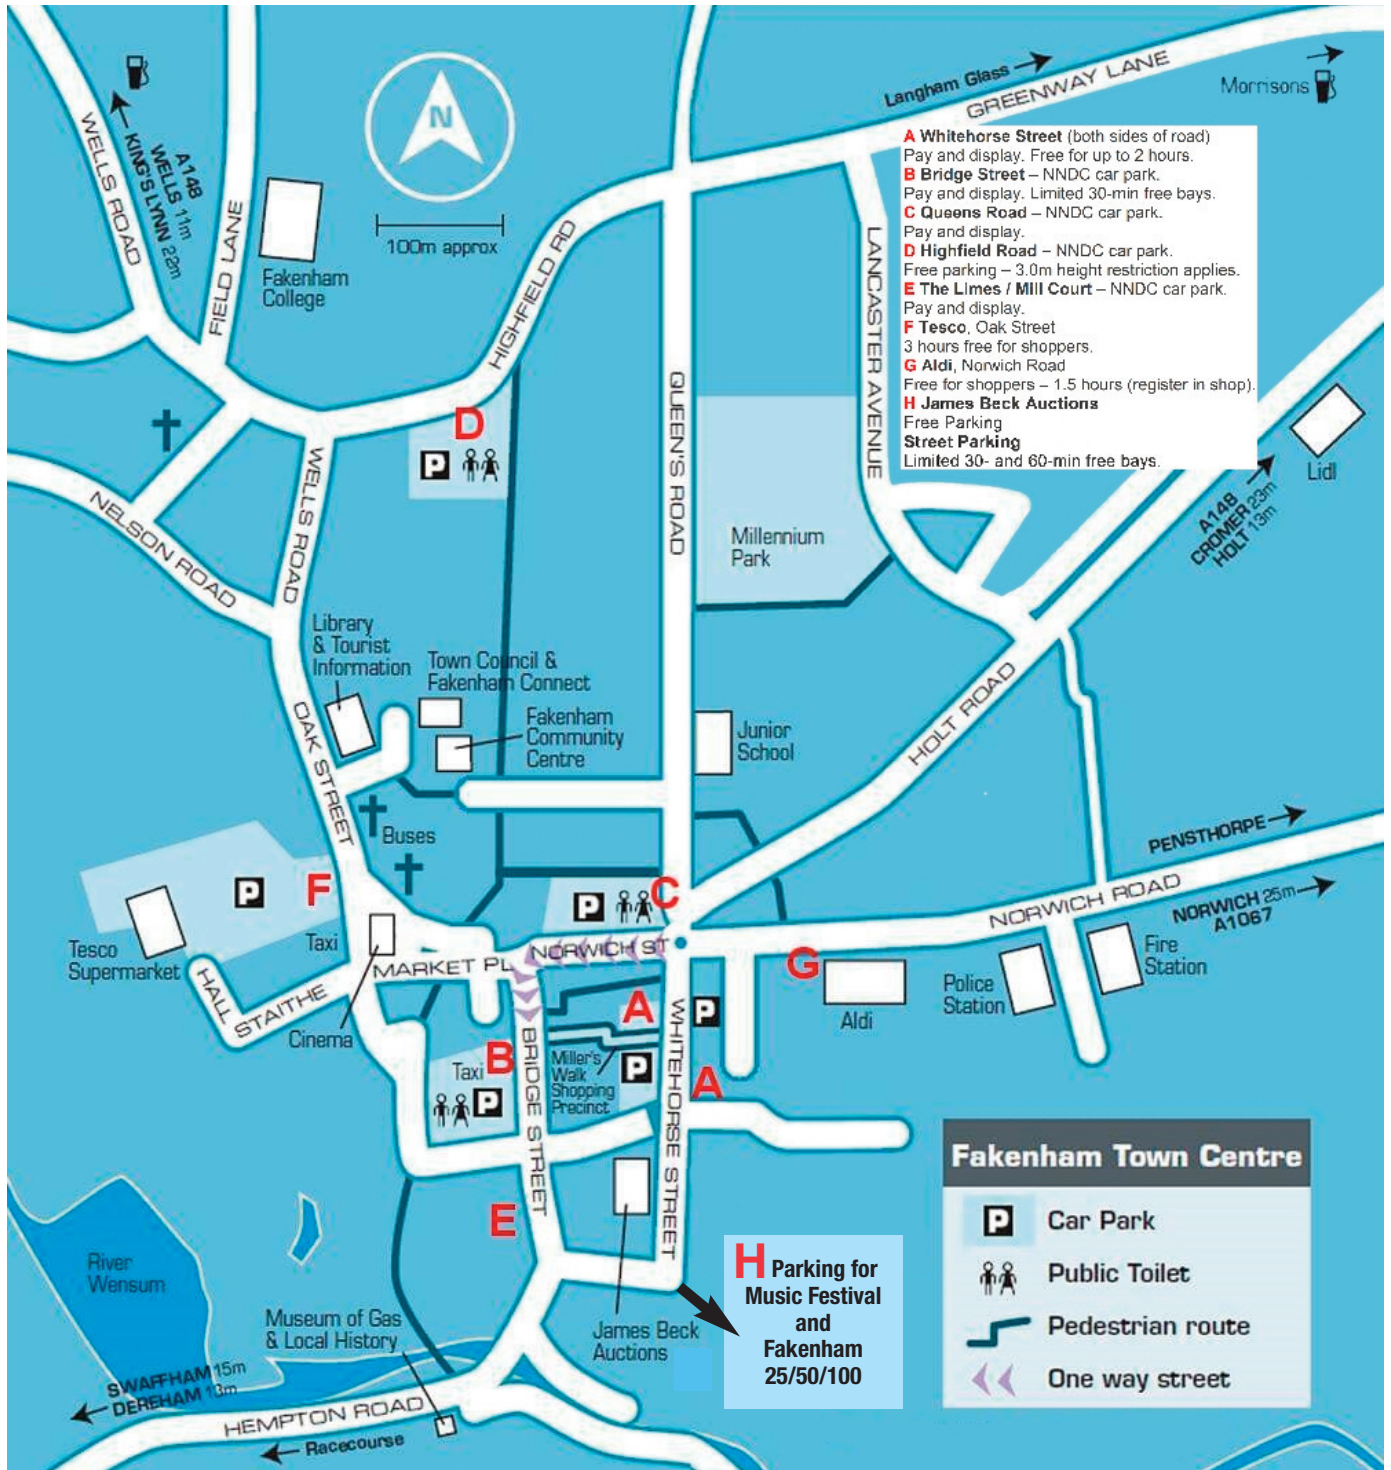 Langham Glass
GREENWAY LANE
Morrisons
A148
WELLS 11m
KING'S LYNN 22m
WELLS ROAD
FIELD LANE
N
100m approx
Fakenham
College
HIGHFIELD RD
A Whitehorse Street (both sides of road)
Pay and display. Free for up to 2 hours.
B Bridge Street – NNDC car park.
Pay and display. Limited 30-min free bays.
C Queens Road – NNDC car park.
Pay and display.
D Highfield Road – NNDC car park.
Free parking – 3.0m height restriction applies.
E The Limes / Mill Court – NNDC car park.
Pay and display.
F Tesco, Oak Street
3 hours free for shoppers.
G Aldi, Norwich Road
Free for shoppers – 1.5 hours (register in shop).
H James Beck Auctions
Free Parking
Street Parking
Limited 30- and 60-min free bays.
LANCASTER AVENUE
QUEEN'S ROAD
Lidl
A148
CROMER 23m
HOLT 13m
D
P
NELSON ROAD
WELLS ROAD
Millennium
Park
Library
& Tourist
Information
Town Council &
Fakenham Connect
Fakenham
Community
Centre
Junior
School
HOLT ROAD
OAK STREET
Buses
PENSTHORPE
NORWICH ROAD
NORWICH 25m
A1067
P
F
P
C
Taxi
Tesco
Supermarket
HALL
STAITHE
MARKET PL
NORWICH ST
G
Aldi
Police
Station
Fire
Station
Cinema
A
P
WHITEHORSE STREET
B
Taxi
P
BRIDGE STREET
Miller's
Walk
Shopping
Precinct
P
A
E
River
Wensum
Museum of Gas
& Local History
James Beck
Auctions
H Parking for
Music Festival
and
Fakenham
25/50/100
SWAFFHAM 15m
DEREHAM 13m
HEMPTON ROAD
Racecourse
Fakenham Town Centre
P Car Park
Public Toilet
Pedestrian route
One way street